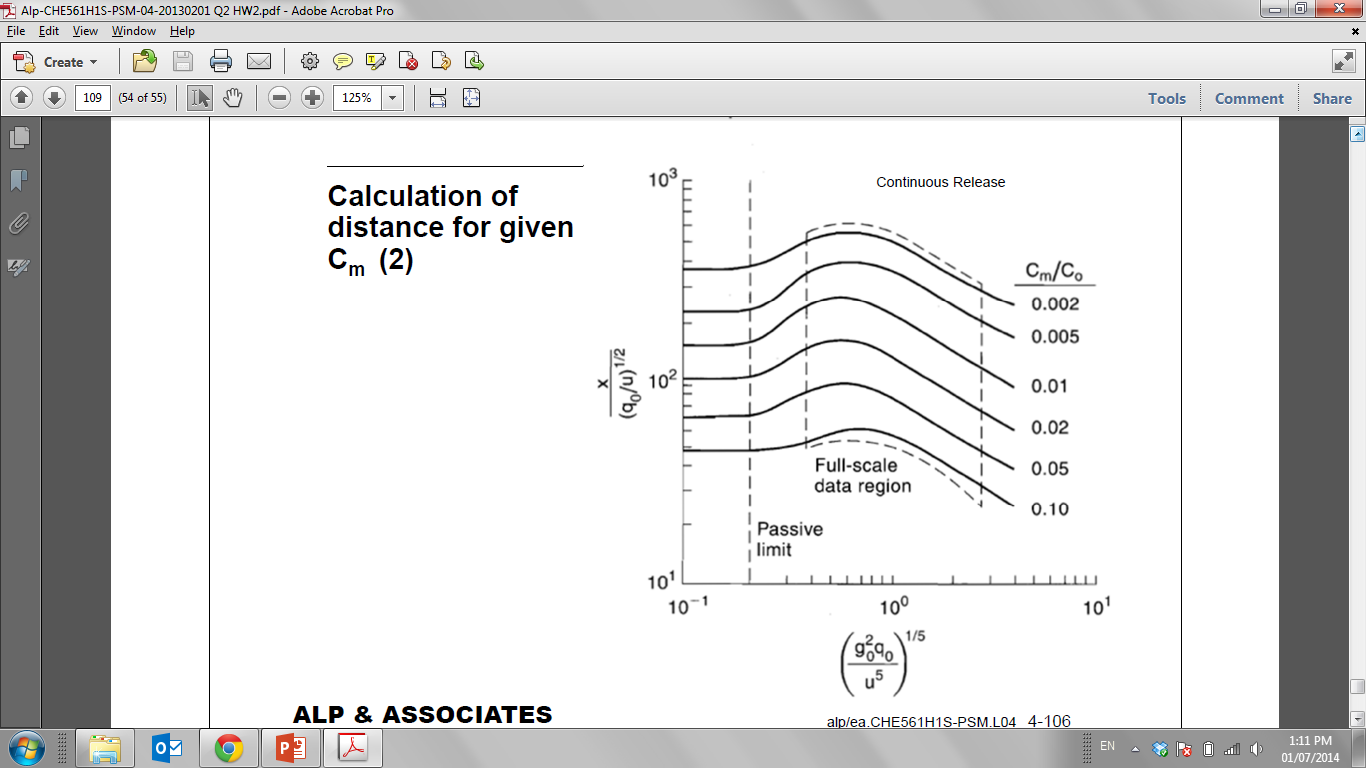 Alp-CHE561H1S-PSM-04-20130201 Q2 HW2.pdf - Adobe Acrobat Pro
File Edit View Window Help
Create
109 (54 of 55) 125% Tools Comment Share
Calculation of
distance for given
Cm (2)
Continuous Release
10³
10²
10¹
x
(q₀/u)^1/2
Cm/Co
0.002
0.005
0.01
0.02
0.05
0.10
Full-scale
data region
Passive
limit
10⁻¹ 10⁰ 10¹
(g₀²q₀/u⁵)^1/5
ALP & ASSOCIATES
alp/ea.CHE561H1S-PSM.L04 4-106
EN
1:11 PM
01/07/2014